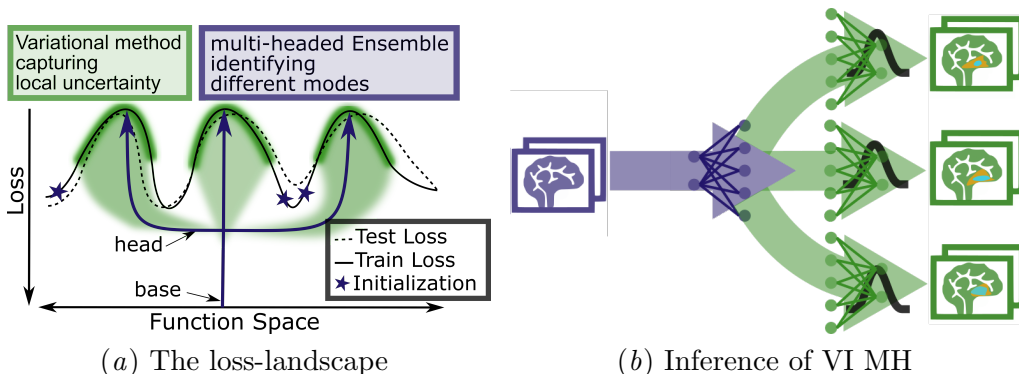 Variational method
capturing
local uncertainty
multi-headed Ensemble
identifying
different modes
Loss
head
base
Test Loss
Train Loss
Initialization
Function Space
(a) The loss-landscape
(b) Inference of VI MH